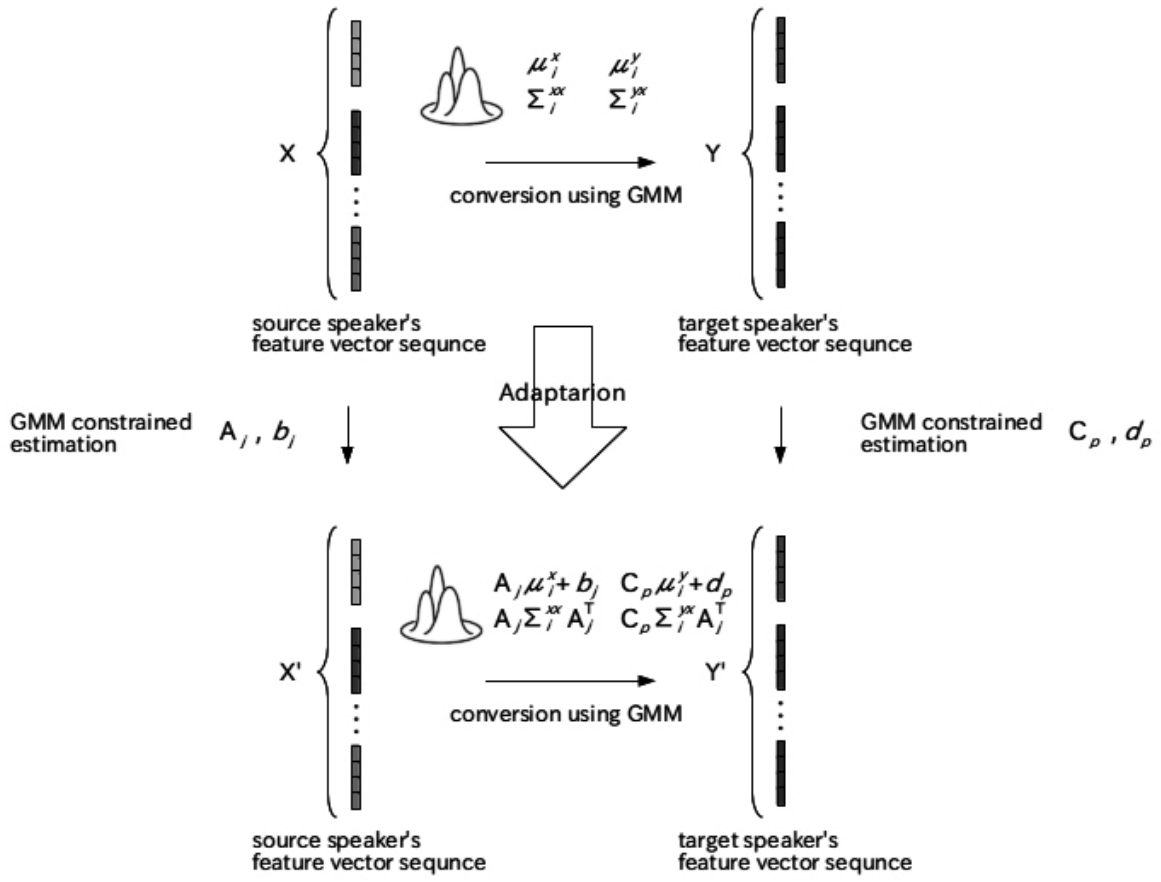 μ_i^x μ_i^y
Σ_i^xx Σ_i^yx
X
Y
conversion using GMM
source speaker's
feature vector sequnce
target speaker's
feature vector sequnce
Adaptarion
GMM constrained
estimation
A_j , b_j
GMM constrained
estimation
C_p , d_p
A_j μ_i^x + b_j C_p μ_i^y + d_p
A_j Σ_i^xx A_j^T C_p Σ_i^yx A_j^T
X'
Y'
conversion using GMM
source speaker's
feature vector sequnce
target speaker's
feature vector sequnce